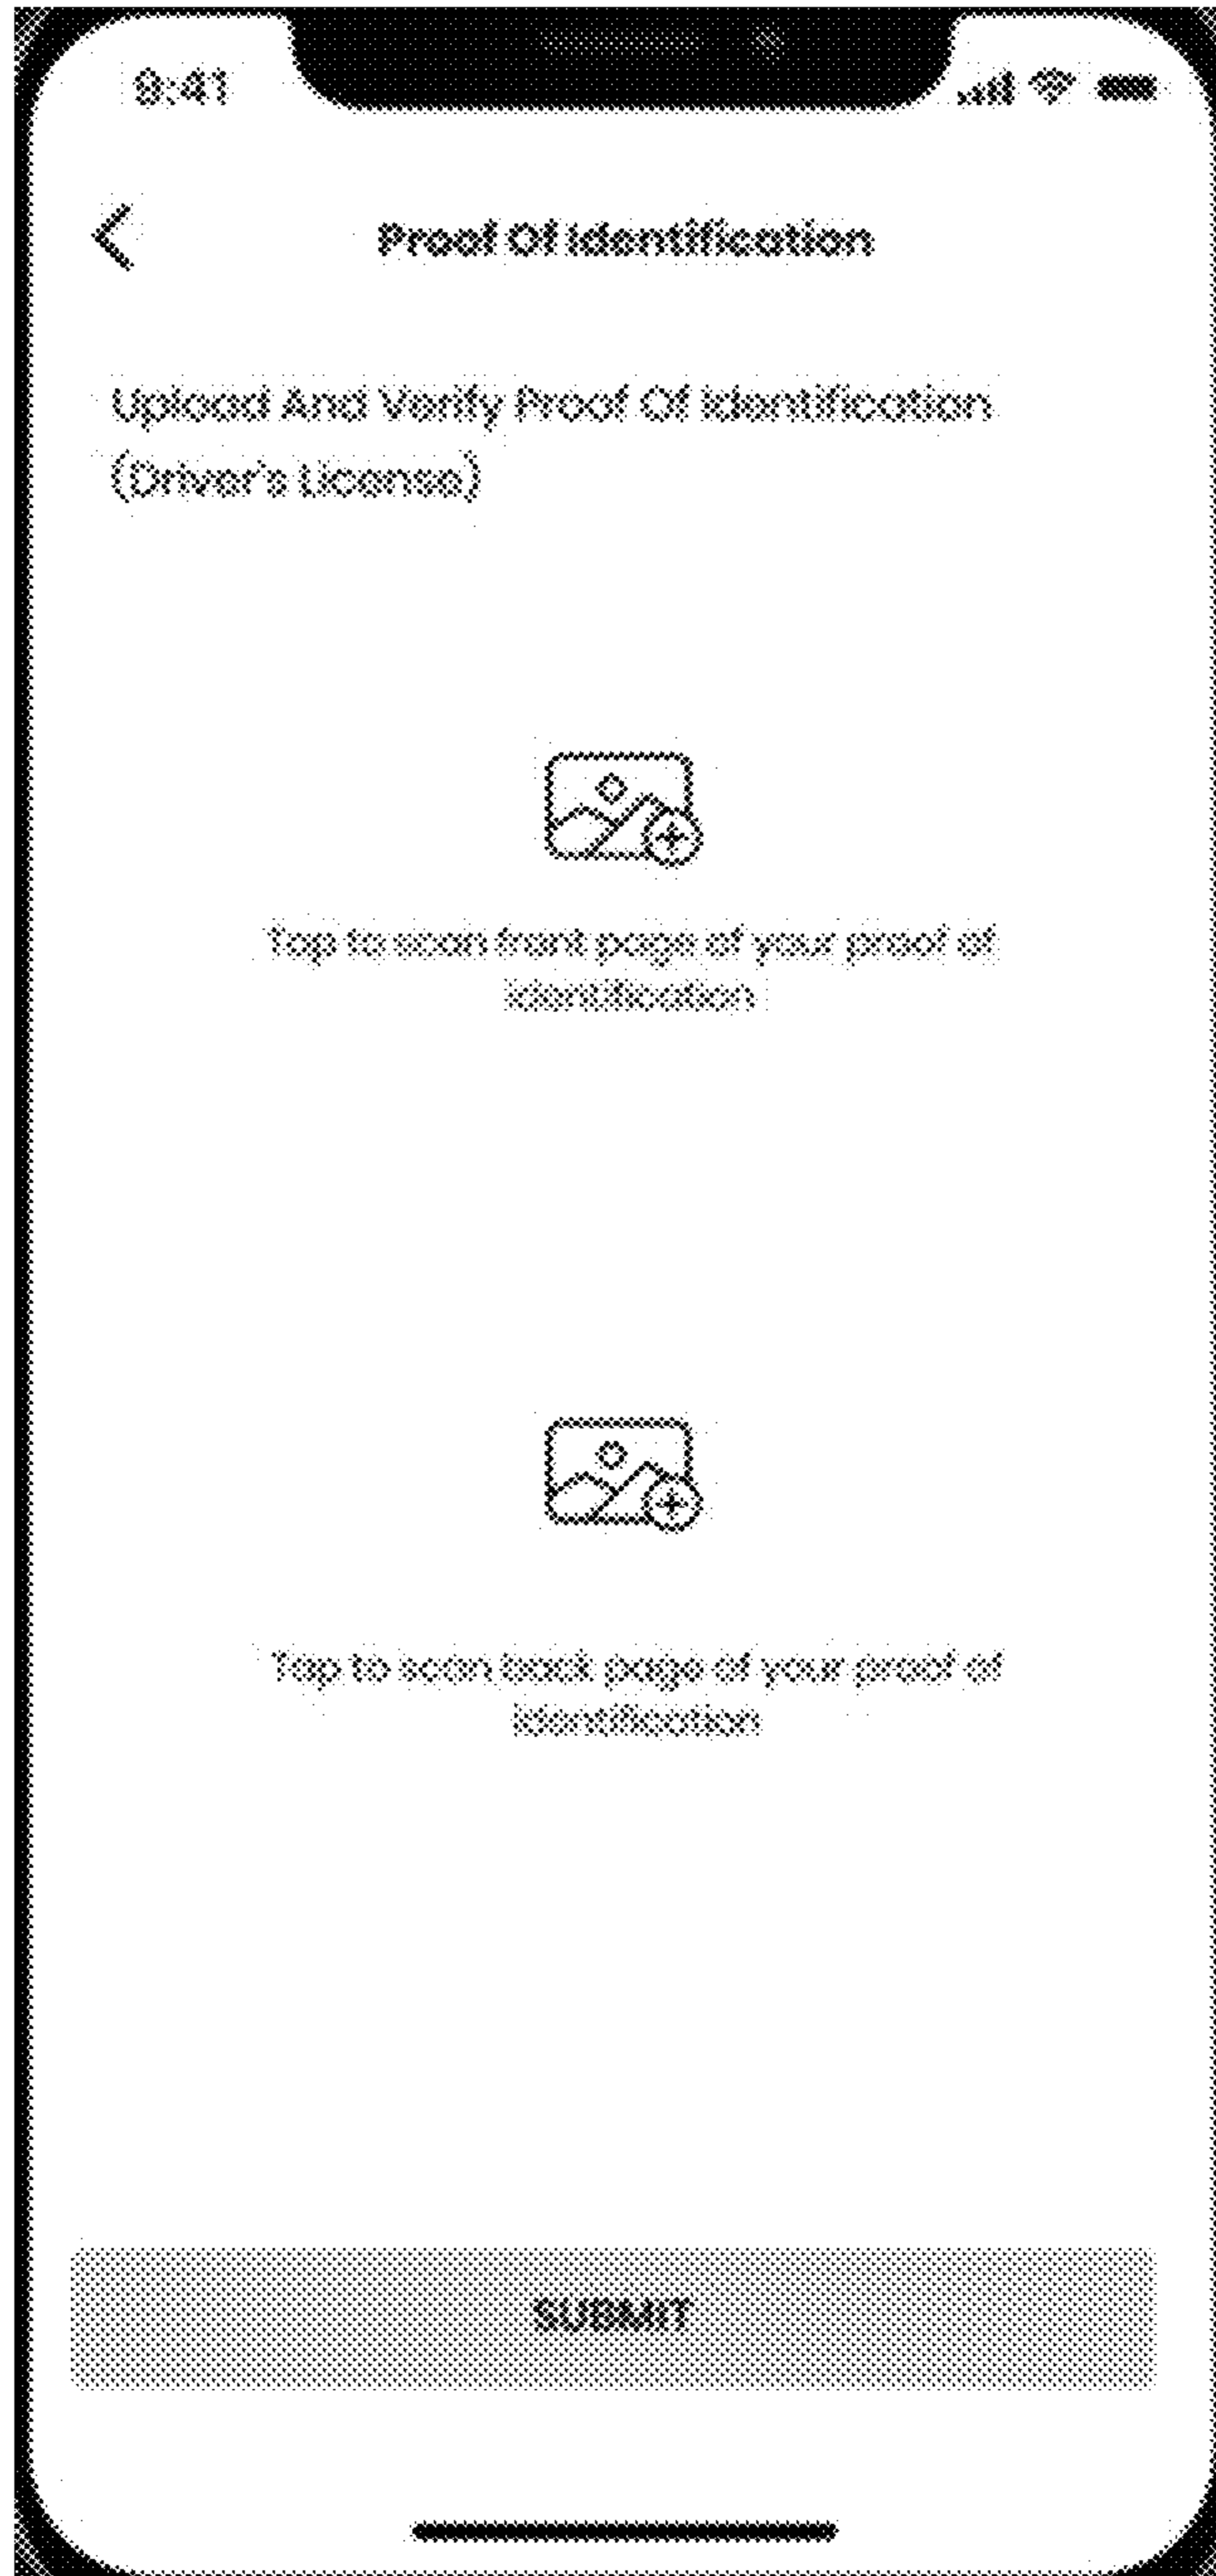 9:41
Proof Of Identification
Upload And Verify Proof Of Identification
(Driver's License)
Tap to scan front page of your proof of
identification
Tap to scan back page of your proof of
identification
SUBMIT